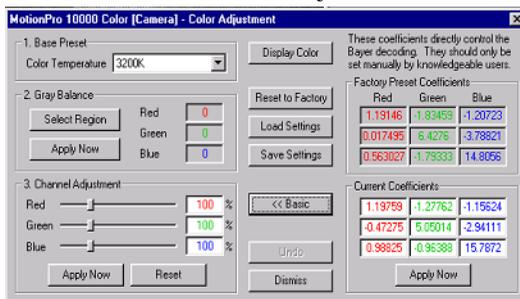 MotionPro 10000 Color [Camera] - Color Adjustment
1. Base Preset
Color Temperature 3200K
2. Gray Balance
Select Region
Apply Now
Red 0
Green 0
Blue 0
3. Channel Adjustment
Red 100 %
Green 100 %
Blue 100 %
Apply Now
Reset
Display Color
Reset to Factory
Load Settings
Save Settings
<< Basic
Undo
Dismiss
These coefficients directly control the
Bayer decoding. They should only be
set manually by knowledgeable users.
Factory Preset Coefficients
Red Green Blue
1.19146 -1.83459 -1.20723
0.017495 6.4276 -3.78821
0.563027 -1.79333 14.8056
Current Coefficients
1.19759 -1.27762 -1.15624
-0.47275 5.05014 -2.94111
0.98825 -0.96388 15.7872
Apply Now